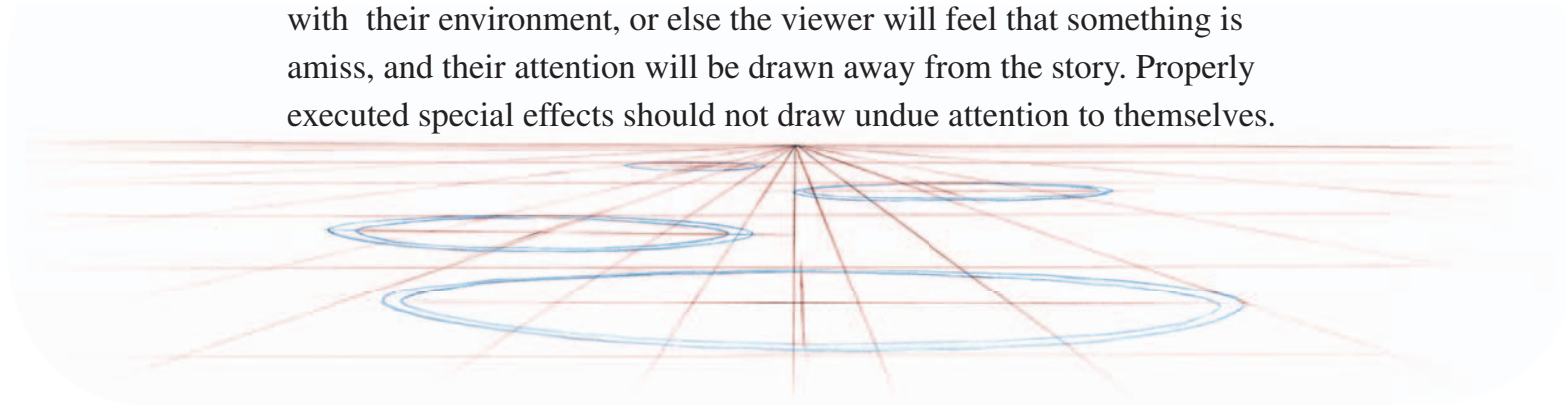 with  their environment, or else the viewer will feel that something is
amiss, and their attention will be drawn away from the story. Properly
executed special effects should not draw undue attention to themselves.